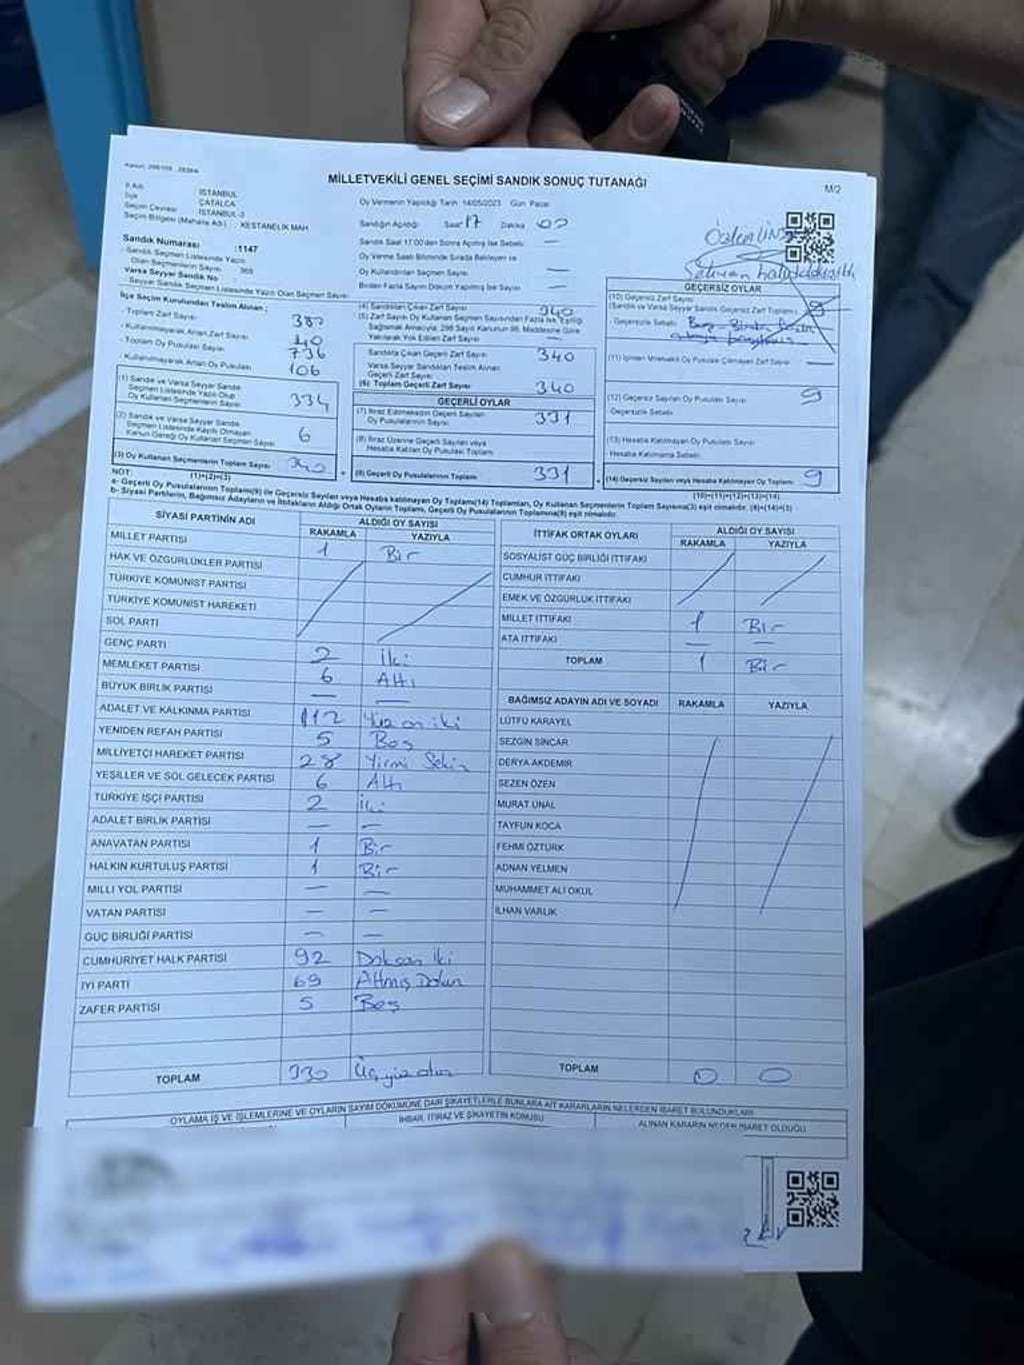 MİLLETVEKİLİ GENEL SEÇİMİ SANDIK SONUÇ TUTANAĞI
M/2
İli Adı : İSTANBUL
İlçe : ÇATALCA
Seçim Çevresi : İSTANBUL-3
Seçim Bölgesi (Mahalle Adı) : KESTANELİK MAH
Sandık Numarası : 1147
- Sandık Seçmen Listesinde Yazılı
Olan Seçmenlerin Sayısı : 369
Varsa Seyyar Sandık No :
- Seyyar Sandık Seçmen Listesinde Yazılı Olan Seçmen Sayısı:
Oy Vermenin Yapıldığı Tarih: 14/05/2023 Gün: Pazar
Sandığın Açıldığı Saat 17 Dakika 00
Sandık Saat 17:00'den Sonra Açılmış İse Sebebi: —
Oy Verme Saati Bitiminde Sırada Bekleyen ve
Oy Kullandırılan Seçmen Sayısı: —
Birden Fazla Sayım Döküm Yapılmış İse Sayısı: —
İlçe Seçim Kurulundan Teslim Alınan ;
- Toplam Zarf Sayısı: 380
- Kullanılmayarak Artan Zarf Sayısı: 40
- Toplam Oy Pusulası Sayısı: 736
- Kullanılmayarak Artan Oy Pusulası: 106
(1) Sandık ve Varsa Seyyar Sandık
Seçmen Listesinde Yazılı Olup
Oy Kullanan Seçmenlerin Sayısı: 334
(2) Sandık ve Varsa Seyyar Sandık
Seçmen Listesinde Kayıtlı Olmayan
Kanun Gereği Oy Kullanan Seçmen Sayısı: 6
(3) Oy Kullanan Seçmenlerin Toplam Sayısı: 340
(1)+(2)=(3)
(4) Sandıktan Çıkan Zarf Sayısı: 340
(5) Zarf Sayısı Oy Kullanan Seçmen Sayısından Fazla İse, Eşitliği
Sağlamak Amacıyla, 298 Sayılı Kanunun 98. Maddesine Göre
Yakılarak Yok Edilen Zarf Sayısı: —
Sandıkta Çıkan Geçerli Zarf Sayısı: 340
Varsa Seyyar Sandıktan Teslim Alınan
Geçerli Zarf Sayısı:
(6) Toplam Geçerli Zarf Sayısı: 340
GEÇERLİ OYLAR
(7) İtiraz Edilmeksizin Geçerli Sayılan
Oy Pusulalarının Sayısı: 331
(8) İtiraz Üzerine Geçerli Sayılan veya
Hesaba Katılan Oy Pusulası Toplamı:
(9) Geçerli Oy Pusulalarının Toplamı: 331
GEÇERSİZ OYLAR
(10) Geçersiz Zarf Sayısı
(Sandık ve Varsa Seyyar Sandık Geçersiz Zarf Toplamı): 9
- Geçersizlik Sebebi:
(11) İçinden Milletvekili Oy Pusulası Çıkmayan Zarf Sayısı: —
(12) Geçersiz Sayılan Oy Pusulası Sayısı: 9
Geçersizlik Sebebi:
(13) Hesaba Katılmayan Oy Pusulası Sayısı:
Hesaba Katılmama Sebebi:
(14) Geçersiz Sayılan veya Hesaba Katılmayan Oy Toplamı: 9
(10)+(11)+(12)+(13)=(14)
NOT:
a- Geçerli Oy Pusulasının Toplamı(9) ile Geçersiz Sayılan veya Hesaba katılmayan Oy Toplamı(14) Toplamları, Oy Kullanan Seçmenlerin Toplam Sayısına(3) eşit olmalıdır. (9)+(14)=(3)
b- Siyasi Partilerin, Bağımsız Adayların ve İttifakların Aldığı Ortak Oyların Toplamı, Geçerli Oy Pusulalarının Toplamına(9) eşit olmalıdır.
SİYASİ PARTİNİN ADI ALDIĞI OY SAYISI
RAKAMLA YAZIYLA
MİLLET PARTİSİ 1 Bir
HAK VE ÖZGÜRLÜKLER PARTİSİ
TÜRKİYE KOMÜNİST PARTİSİ
TÜRKİYE KOMÜNİST HAREKETİ
SOL PARTİ
GENÇ PARTİ 2 İki
MEMLEKET PARTİSİ 6 Altı
BÜYÜK BİRLİK PARTİSİ — —
ADALET VE KALKINMA PARTİSİ 112 Yüz on iki
YENİDEN REFAH PARTİSİ 5 Beş
MİLLİYETÇİ HAREKET PARTİSİ 28 Yirmi Sekiz
YEŞİLLER VE SOL GELECEK PARTİSİ 6 Altı
TÜRKİYE İŞÇİ PARTİSİ 2 İki
ADALET BİRLİK PARTİSİ — —
ANAVATAN PARTİSİ 1 Bir
HALKIN KURTULUŞ PARTİSİ 1 Bir
MİLLİ YOL PARTİSİ — —
VATAN PARTİSİ — —
GÜÇ BİRLİĞİ PARTİSİ — —
CUMHURİYET HALK PARTİSİ 92 Doksan iki
İYİ PARTİ 69 Altmış Dokuz
ZAFER PARTİSİ 5 Beş
TOPLAM 330 Üçyüz otuz
İTTİFAK ORTAK OYLARI ALDIĞI OY SAYISI
RAKAMLA YAZIYLA
SOSYALİST GÜÇ BİRLİĞİ İTTİFAKI
CUMHUR İTTİFAKI
EMEK VE ÖZGÜRLÜK İTTİFAKI
MİLLET İTTİFAKI 1 Bir
ATA İTTİFAKI — —
TOPLAM 1 Bir
BAĞIMSIZ ADAYIN ADI VE SOYADI RAKAMLA YAZIYLA
LÜTFÜ KARAYEL
SEZGİN SİNCAR
DERYA AKDEMİR
SEZEN ÖZEN
MURAT ÜNAL
TAYFUN KOCA
FEHMİ ÖZTÜRK
ADNAN YELMEN
MUHAMMET ALİ OKUL
İLHAN VARLIK
TOPLAM 0 0
OYLAMA İŞ VE İŞLEMLERİNE VE OYLARIN SAYIM DÖKÜMÜNE DAİR ŞİKAYETLERLE BUNLARA AİT KARARLARIN NELERDEN İBARET BULUNDUKLARI
İHBAR, İTİRAZ VE ŞİKAYETİN KONUSU
ALINAN KARARIN NEDEN İBARET OLDUĞU